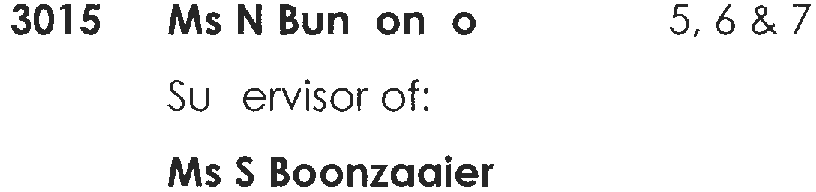 3015 Ms N Bun on o 5, 6 & 7
Su ervisor of:
Ms S Boonzaaier